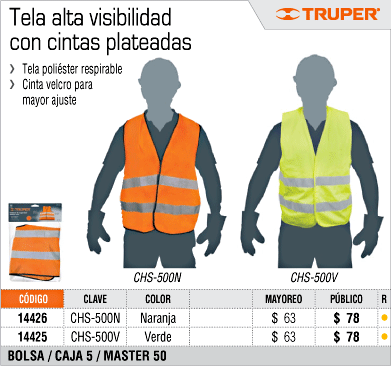 Tela alta visibilidad
con cintas plateadas
TRUPER®
› Tela poliéster respirable
› Cinta velcro para
mayor ajuste
TRUPER
CHS-500N CHS-500V
CÓDIGO CLAVE COLOR MAYOREO PÚBLICO R
14426 CHS-500N Naranja $ 63 $ 78
14425 CHS-500V Verde $ 63 $ 78
BOLSA / CAJA 5 / MASTER 50